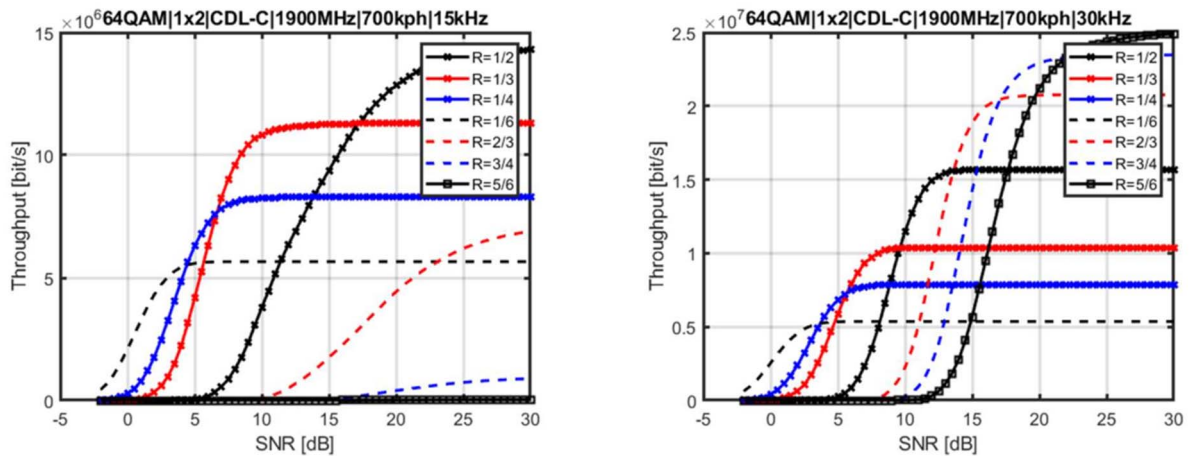 ×10⁶ 64QAM|1x2|CDL-C|1900MHz|700kph|15kHz
15
10
5
0
Throughput [bit/s]
-5 0 5 10 15 20 25 30
SNR [dB]
R=1/2
R=1/3
R=1/4
R=1/6
R=2/3
R=3/4
R=5/6
×10⁷ 64QAM|1x2|CDL-C|1900MHz|700kph|30kHz
2.5
2
1.5
1
0.5
0
Throughput [bit/s]
-5 0 5 10 15 20 25 30
SNR [dB]
R=1/2
R=1/3
R=1/4
R=1/6
R=2/3
R=3/4
R=5/6